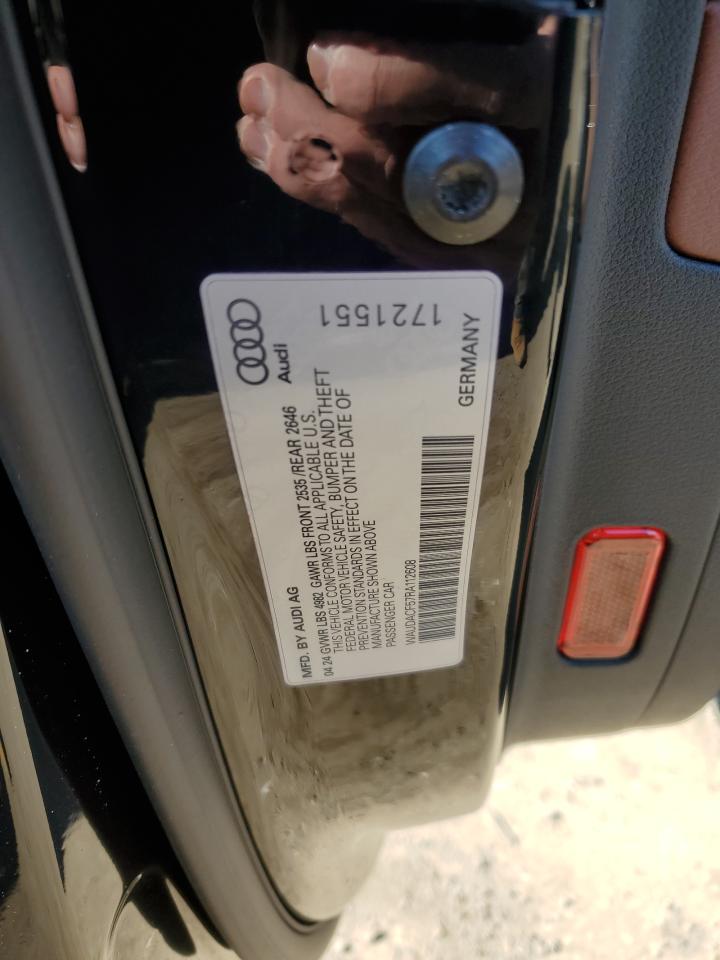 Audi
1721551
MFD. BY AUDI AG
04 24 GVWR LBS 4982 GAWR LBS FRONT 2535 /REAR 2646
THIS VEHICLE CONFORMS TO ALL APPLICABLE U.S.
FEDERAL MOTOR VEHICLE SAFETY, BUMPER AND THEFT
PREVENTION STANDARDS IN EFFECT ON THE DATE OF
MANUFACTURE SHOWN ABOVE
PASSENGER CAR
WAUDACF57RA112608
GERMANY